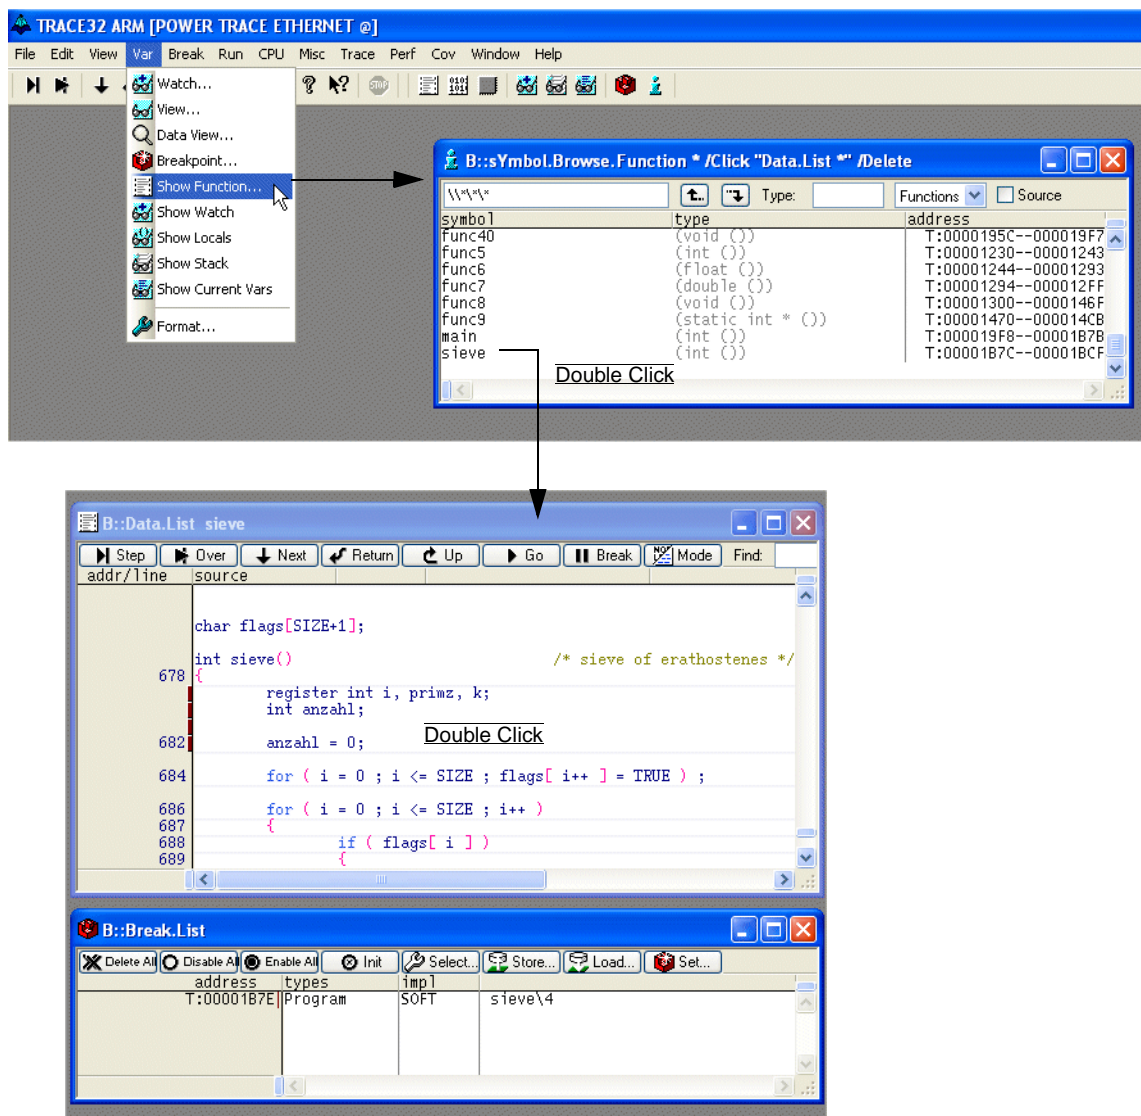 TRACE32 ARM [POWER TRACE ETHERNET @]
File Edit View Var Break Run CPU Misc Trace Perf Cov Window Help
Watch...
View...
Data View...
Breakpoint...
Show Function...
Show Watch
Show Locals
Show Stack
Show Current Vars
Format...
STOP
B::sYmbol.Browse.Function * /Click "Data.List *" /Delete
\\*\*\* Type: Functions Source
symbol type address
func40 (void ()) T:0000195C--000019F7
func5 (int ()) T:00001230--00001243
func6 (float ()) T:00001244--00001293
func7 (double ()) T:00001294--000012FF
func8 (void ()) T:00001300--0000146F
func9 (static int * ()) T:00001470--000014CB
main (int ()) T:000019F8--00001B7B
sieve (int ()) T:00001B7C--00001BCF
Double Click
B::Data.List sieve
Step Over Next Return Up Go Break Mode Find:
addr/line source
char flags[SIZE+1];
int sieve() /* sieve of erathostenes */
678 {
register int i, primz, k;
int anzahl;
682 anzahl = 0;
Double Click
684 for ( i = 0 ; i <= SIZE ; flags[ i++ ] = TRUE ) ;
686 for ( i = 0 ; i <= SIZE ; i++ )
687 {
688 if ( flags[ i ] )
689 {
B::Break.List
Delete All Disable All Enable All Init Select... Store... Load... Set...
address types impl
T:00001B7E Program SOFT sieve\4